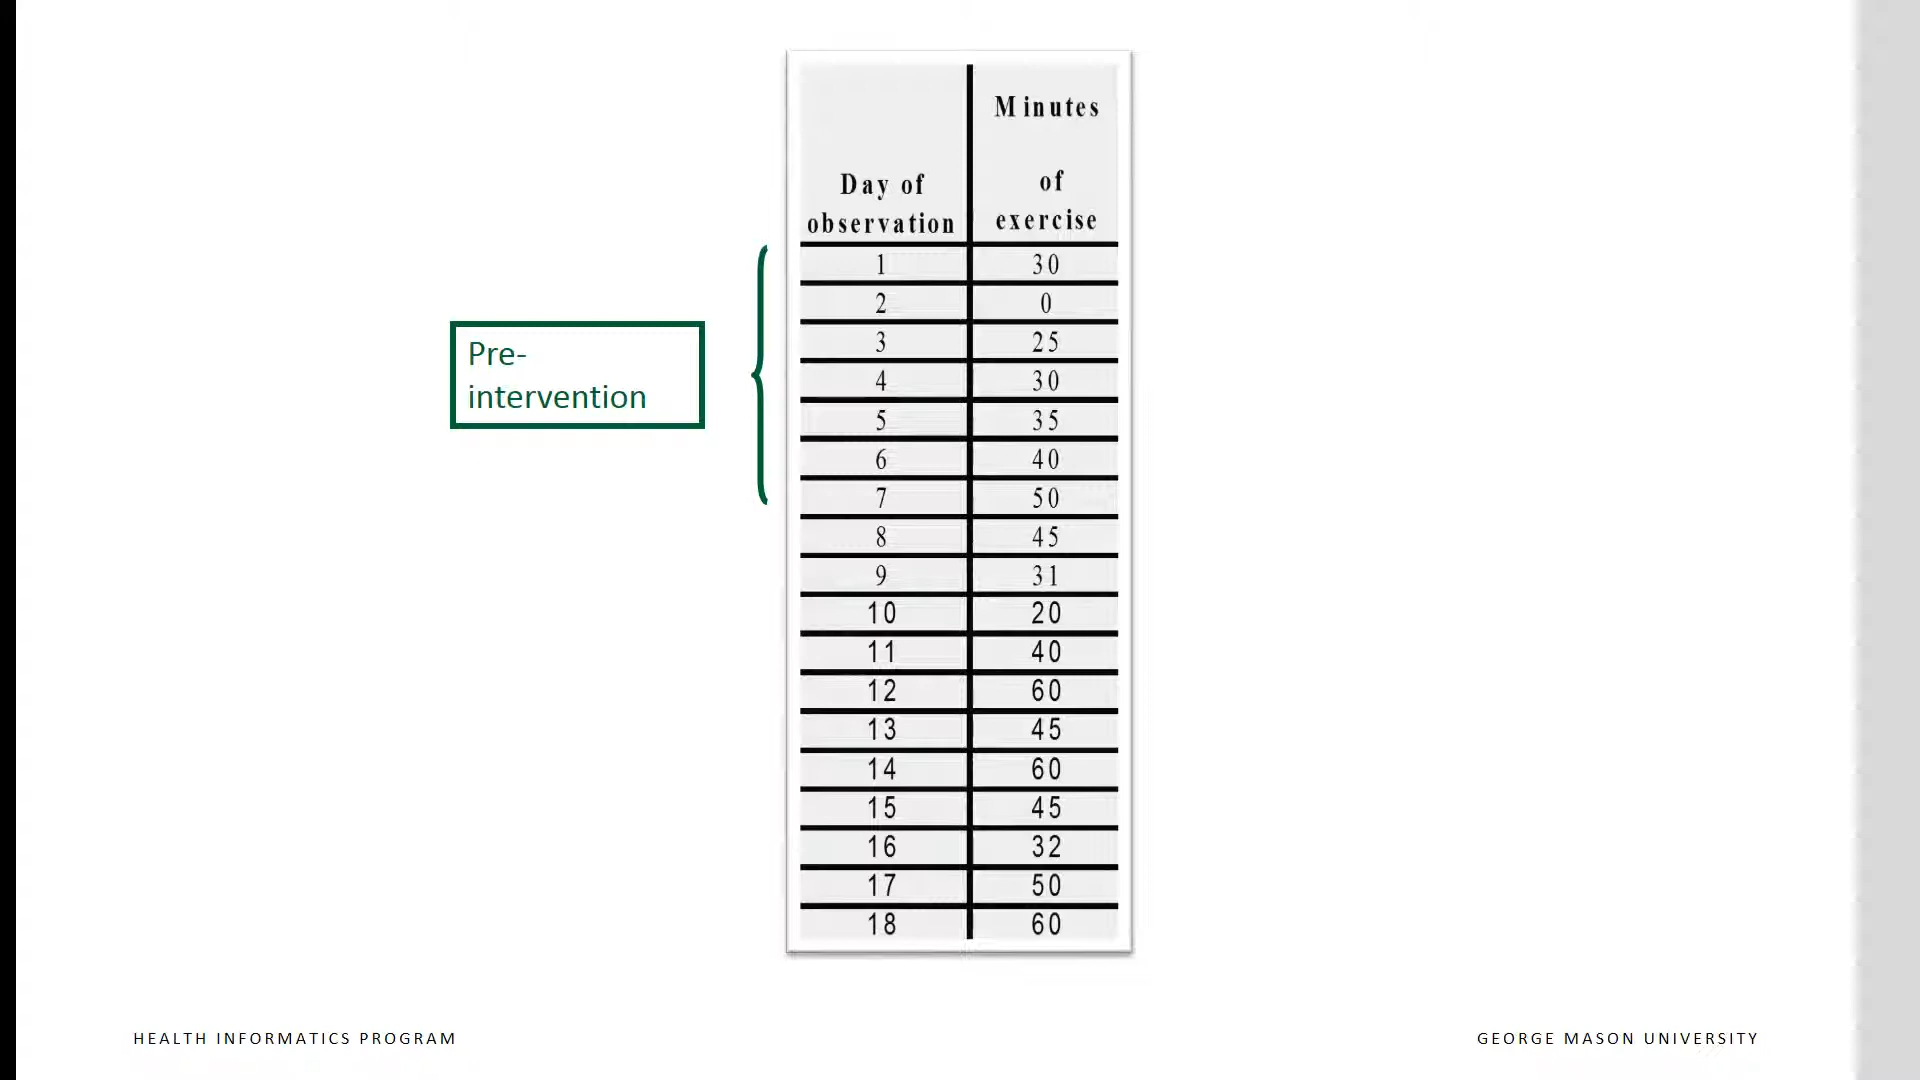 Minutes
Day of of
observation exercise
Pre-
intervention
1 30
2 0
3 25
4 30
5 35
6 40
7 50
8 45
9 31
10 20
11 40
12 60
13 45
14 60
15 45
16 32
17 50
18 60
HEALTH INFORMATICS PROGRAM
GEORGE MASON UNIVERSITY